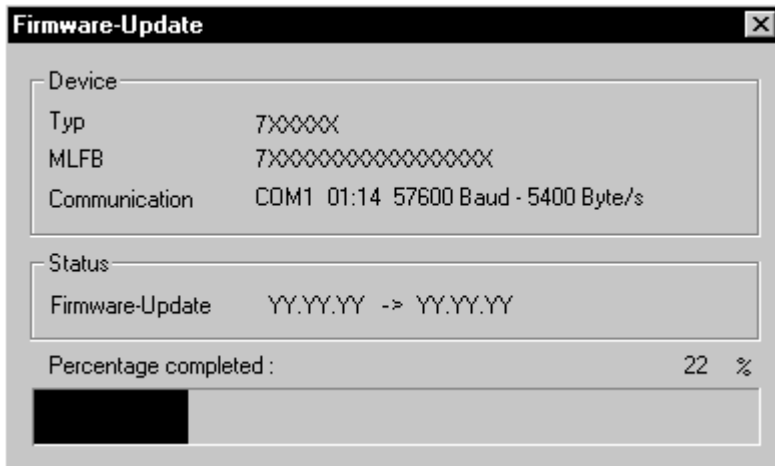 Firmware-Update
Device
Typ 7XXXXX
MLFB 7XXXXXXXXXXXXXXXX
Communication COM1 01:14 57600 Baud - 5400 Byte/s
Status
Firmware-Update YY.YY.YY -> YY.YY.YY
Percentage completed : 22 %